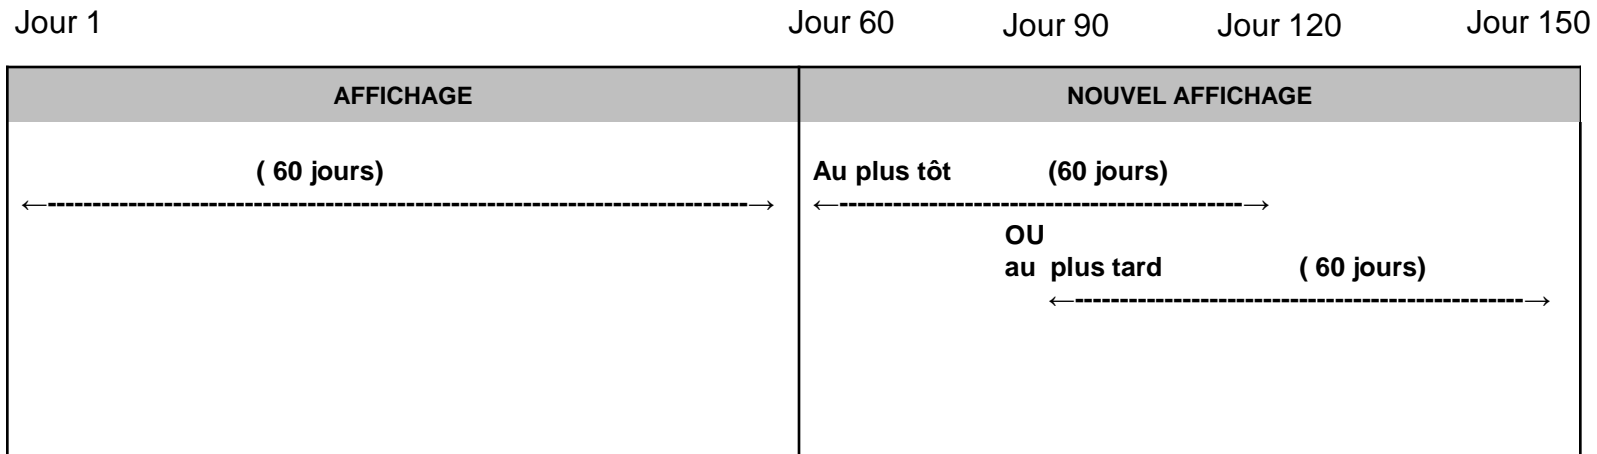 Jour 1 Jour 60 Jour 90 Jour 120 Jour 150
AFFICHAGE NOUVEL AFFICHAGE
( 60 jours) Au plus tôt (60 jours)
OU
au plus tard ( 60 jours)